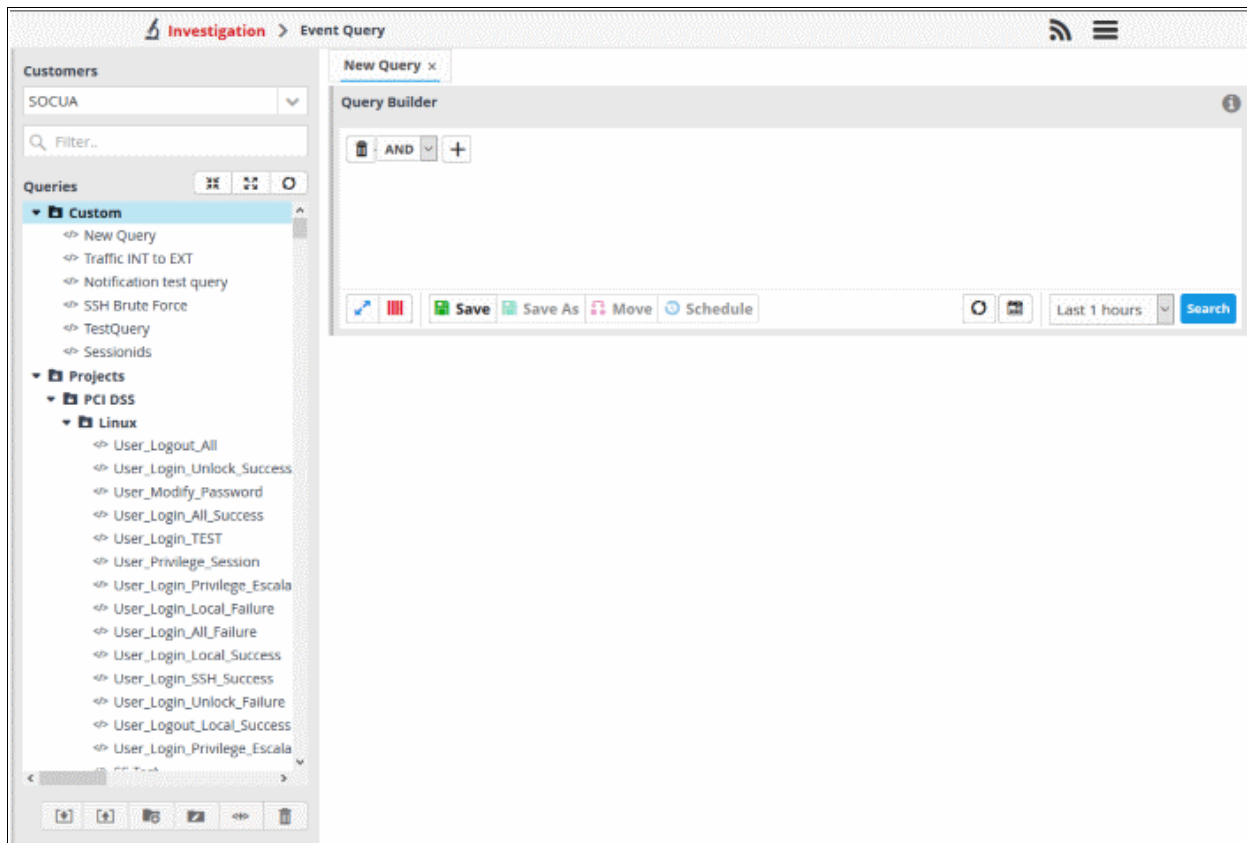 Investigation > Event Query
Customers
SOCUA
Filter..
Queries
Custom
New Query
Traffic INT to EXT
Notification test query
SSH Brute Force
TestQuery
Sessionids
Projects
PCI DSS
Linux
User_Logout_All
User_Login_Unlock_Success
User_Modify_Password
User_Login_All_Success
User_Login_TEST
User_Privilege_Session
User_Login_Privilege_Escala
User_Login_Local_Failure
User_Login_All_Failure
User_Login_Local_Success
User_Login_SSH_Success
User_Login_Unlock_Failure
User_Logout_Local_Success
User_Login_Privilege_Escala
New Query ×
Query Builder
AND
Save Save As Move Schedule Last 1 hours Search